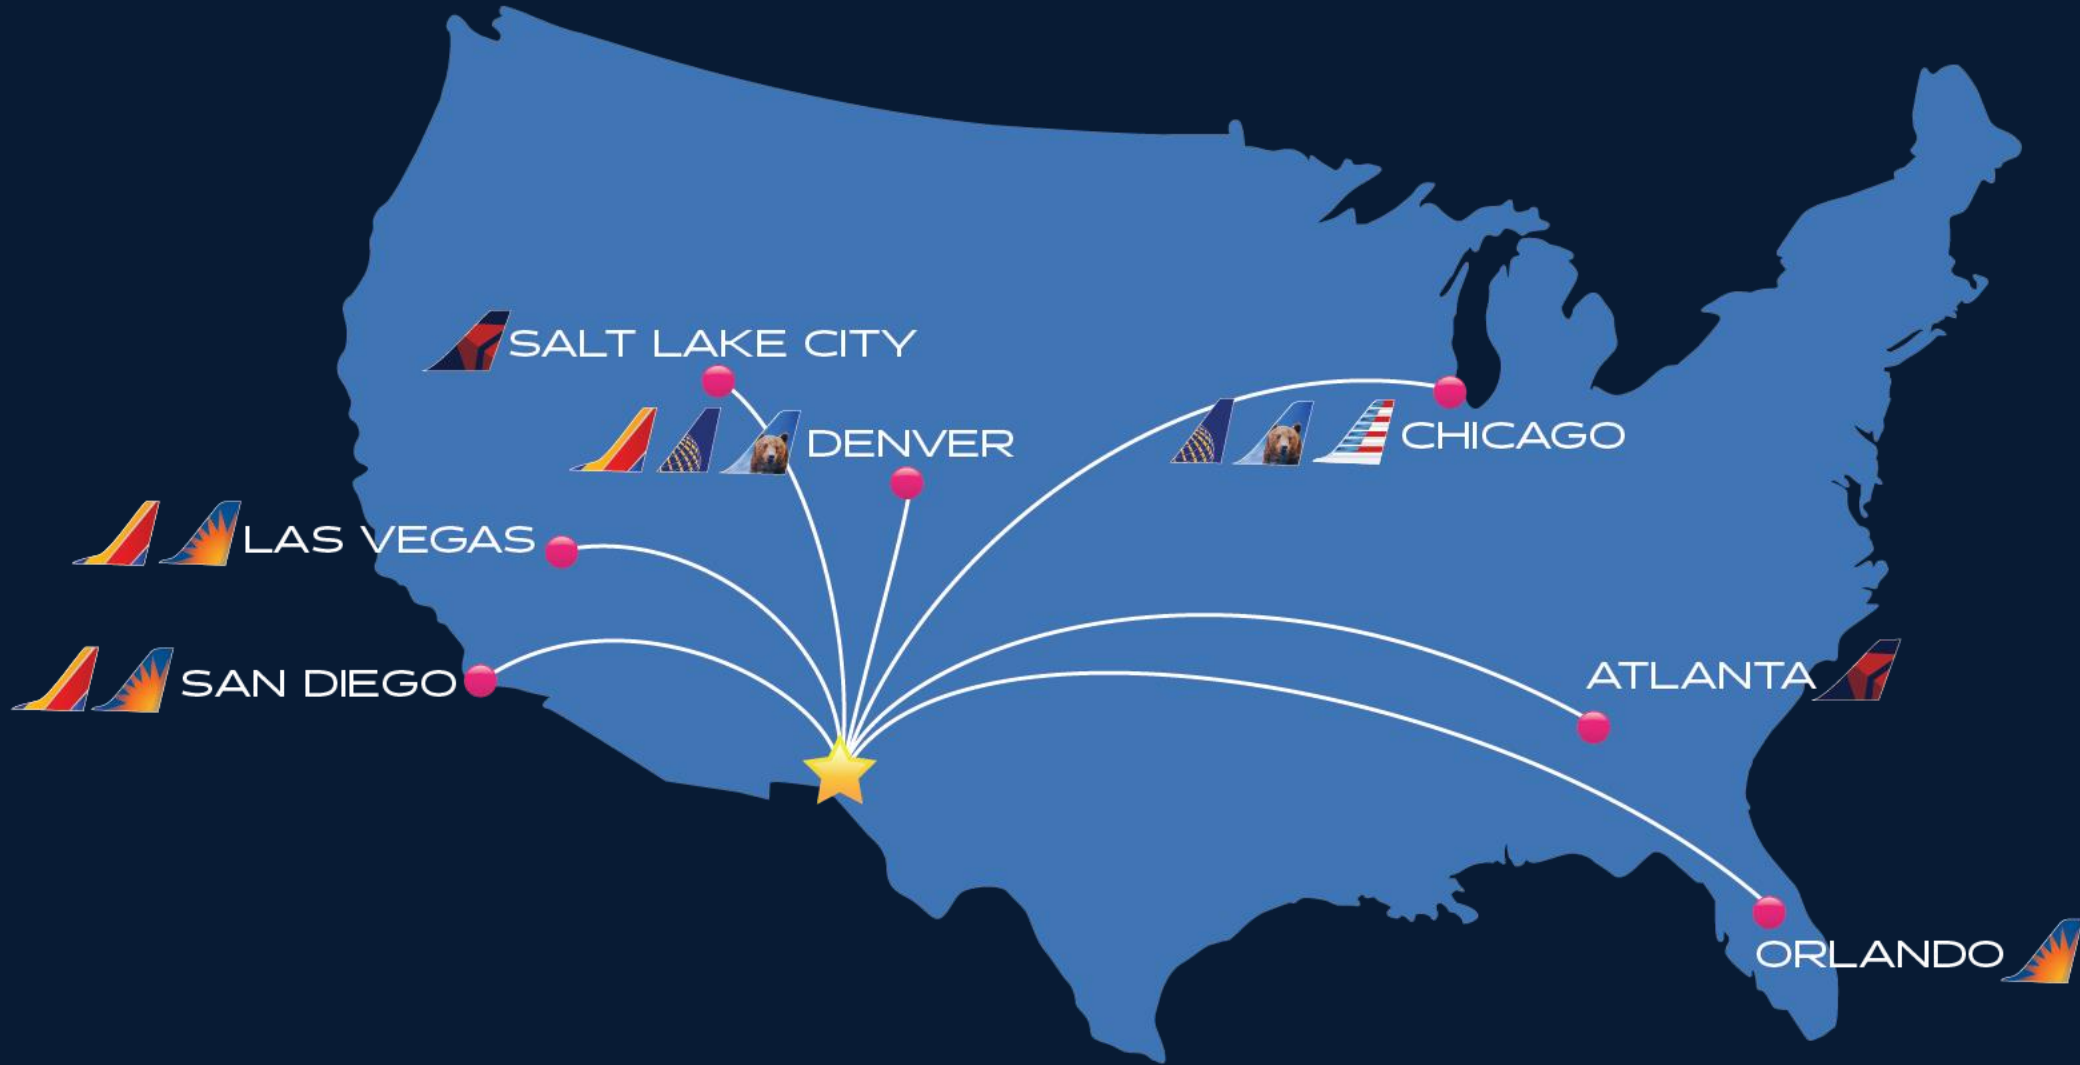 SALT LAKE CITY
DENVER
CHICAGO
LAS VEGAS
SAN DIEGO
ATLANTA
ORLANDO